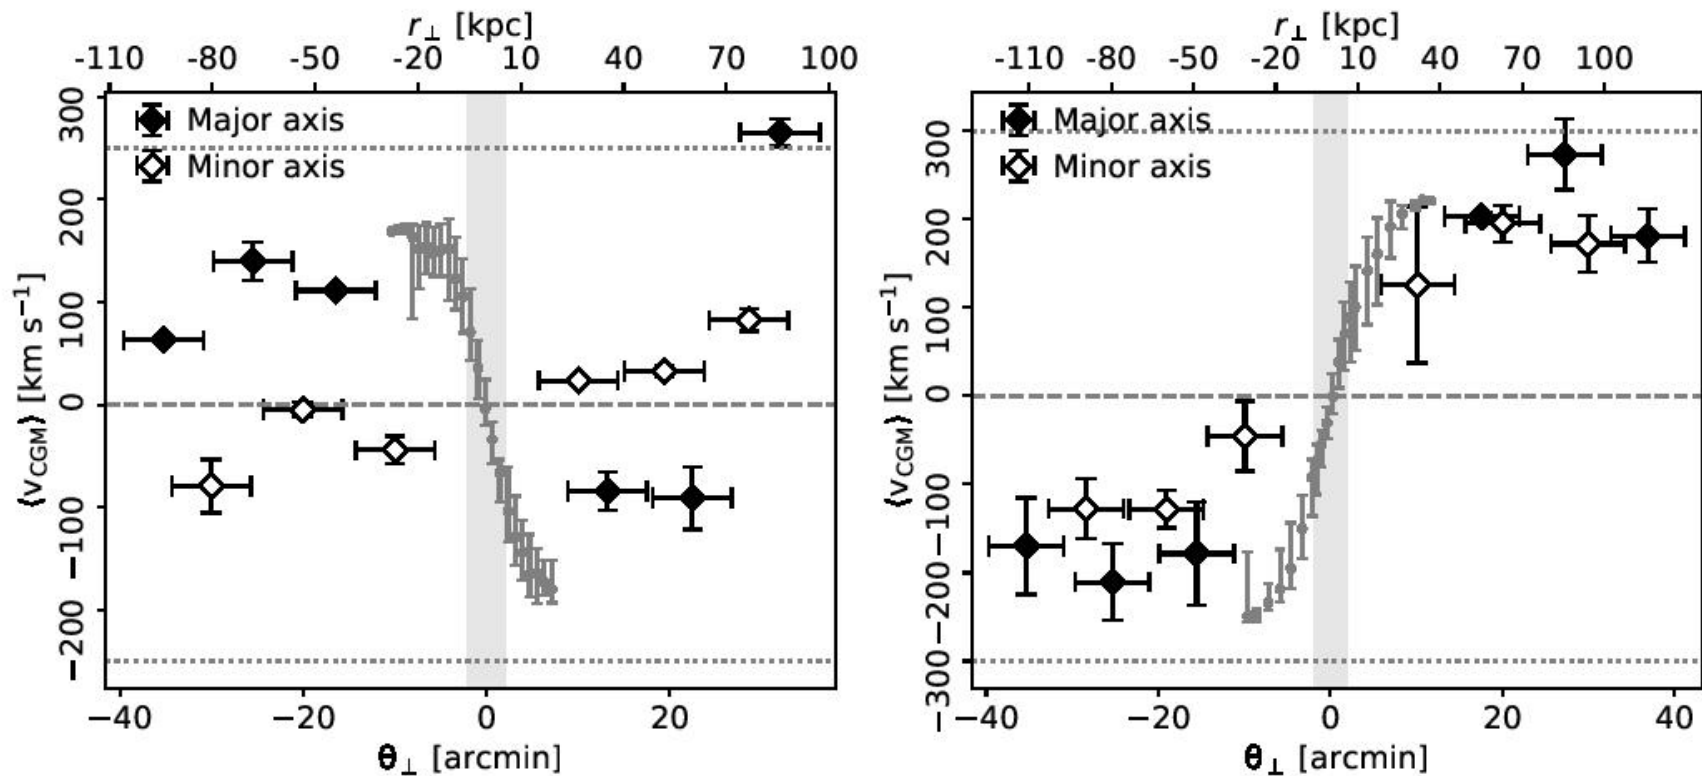 r⊥ [kpc]
-110 -80 -50 -20 10 40 70 100
Major axis
Minor axis
300
200
100
0
−100
−200
⟨vCGM⟩ [km s−1]
−40 −20 0 20
θ⊥ [arcmin]
r⊥ [kpc]
-110 -80 -50 -20 10 40 70 100
Major axis
Minor axis
300
200
100
0
−100
−200
−300
⟨vCGM⟩ [km s−1]
−40 −20 0 20 40
θ⊥ [arcmin]